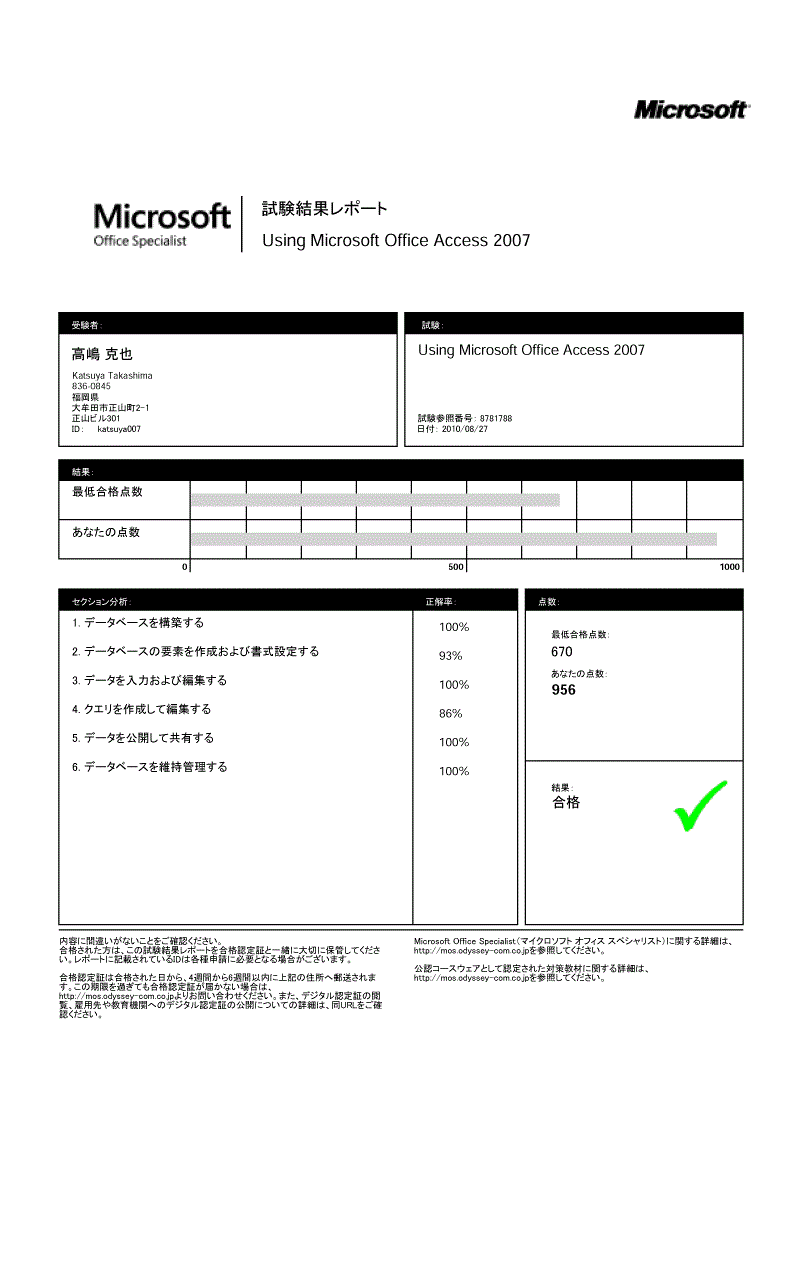 Microsoft
Microsoft
Office Specialist
試験結果レポート
Using Microsoft Office Access 2007
受験者:
高嶋 克也
Katsuya Takashima
836-0845
福岡県
大牟田市正山町2-1
正山ビル301
ID: katsuya007
試験:
Using Microsoft Office Access 2007
試験参照番号: 8781788
日付: 2010/08/27
結果:
最低合格点数
あなたの点数
0 500 1000
セクション分析: 正解率:
1. データベースを構築する 100%
2. データベースの要素を作成および書式設定する 93%
3. データを入力および編集する 100%
4. クエリを作成して編集する 86%
5. データを公開して共有する 100%
6. データベースを維持管理する 100%
点数:
最低合格点数:
670
あなたの点数:
956
結果:
合格
内容に間違いがないことをご確認ください。
合格された方は、この試験結果レポートを合格認定証と一緒に大切に保管してくださ
い。レポートに記載されているIDは各種申請に必要となる場合がございます。
合格認定証は合格された日から、4週間から6週間以内に上記の住所へ郵送されま
す。この期限を過ぎても合格認定証が届かない場合は、
http://mos.odyssey-com.co.jpよりお問い合わせください。また、デジタル認定証の閲
覧、雇用先や教育機関へのデジタル認定証の公開についての詳細は、同URLをご確
認ください。
Microsoft Office Specialist(マイクロソフト オフィス スペシャリスト)に関する詳細は、
http://mos.odyssey-com.co.jpを参照してください。
公認コースウェアとして認定された対策教材に関する詳細は、
http://mos.odyssey-com.co.jpを参照してください。